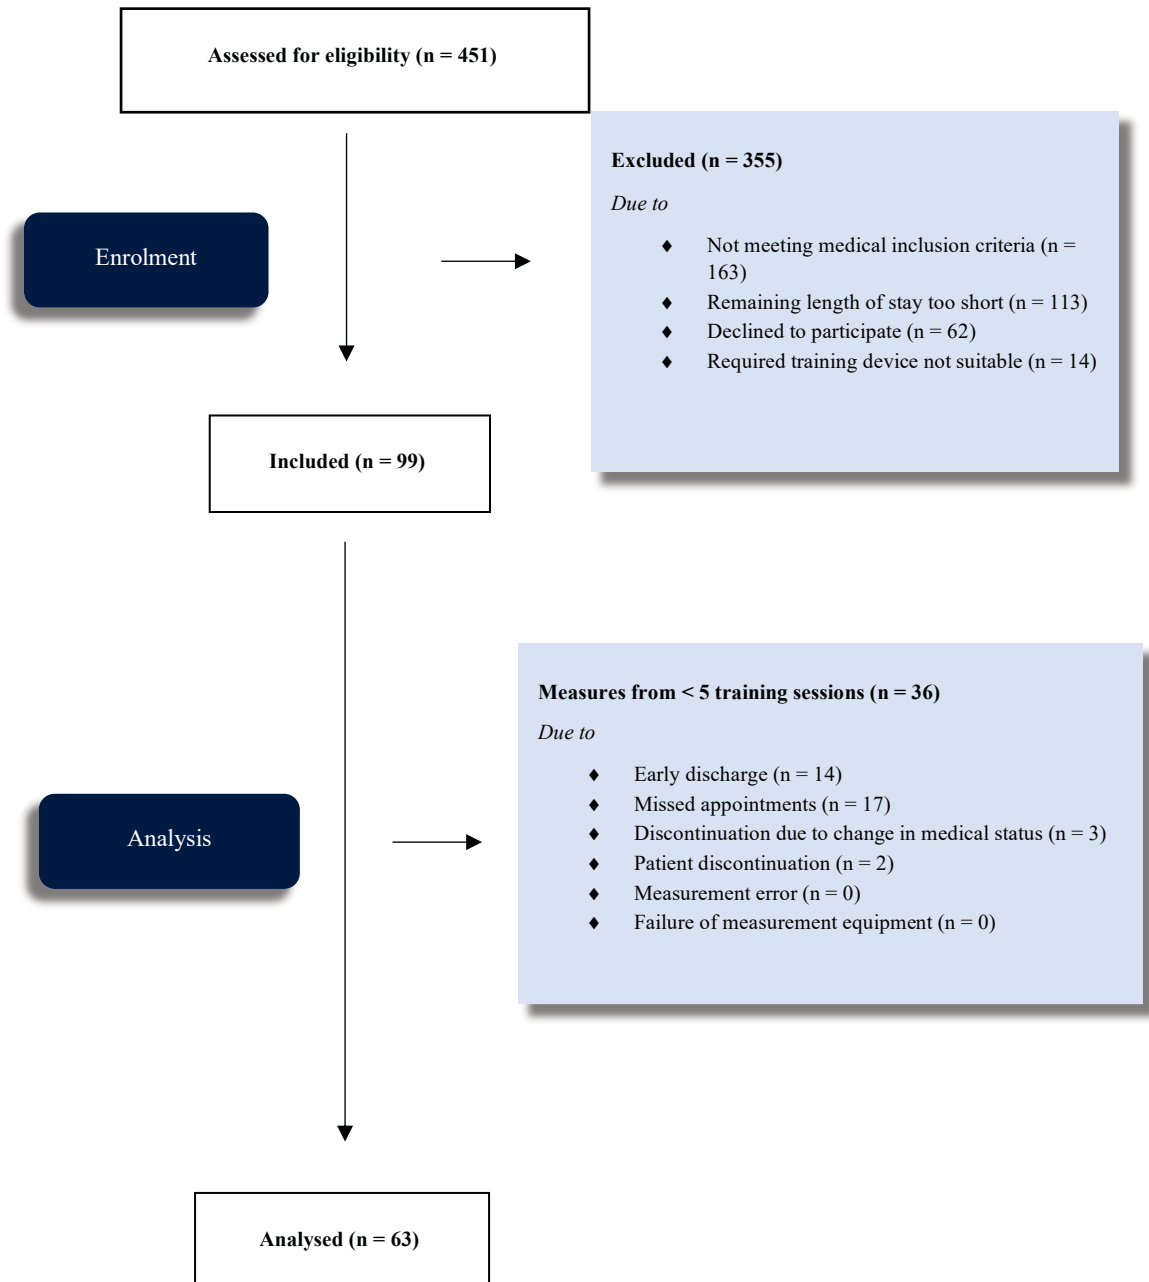 Assessed for eligibility (n = 451)
Excluded (n = 355)
Due to
♦ Not meeting medical inclusion criteria (n =
163)
♦ Remaining length of stay too short (n = 113)
♦ Declined to participate (n = 62)
♦ Required training device not suitable (n = 14)
Enrolment
Included (n = 99)
Measures from < 5 training sessions (n = 36)
Due to
♦ Early discharge (n = 14)
♦ Missed appointments (n = 17)
♦ Discontinuation due to change in medical status (n = 3)
♦ Patient discontinuation (n = 2)
♦ Measurement error (n = 0)
♦ Failure of measurement equipment (n = 0)
Analysis
Analysed (n = 63)